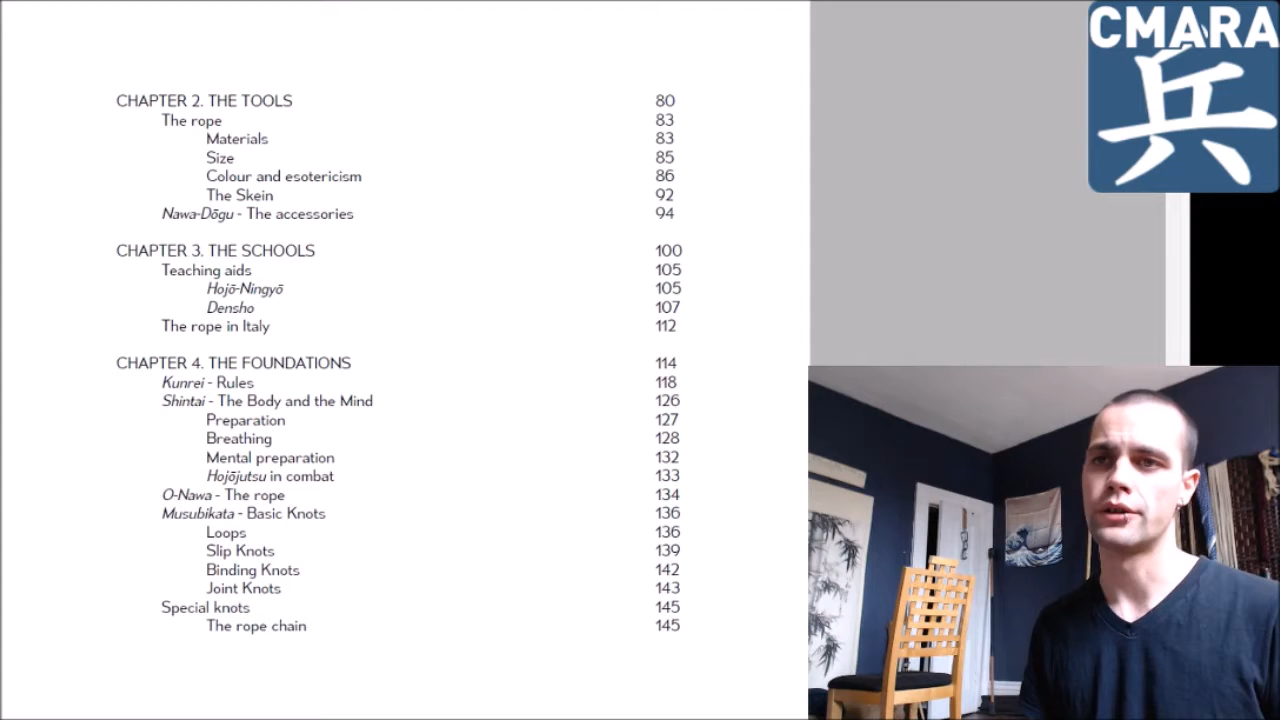 CHAPTER 2. THE TOOLS 80
The rope 83
Materials 83
Size 85
Colour and esotericism 86
The Skein 92
Nawa-Dōgu - The accessories 94
CHAPTER 3. THE SCHOOLS 100
Teaching aids 105
Hojō-Ningyō 105
Densho 107
The rope in Italy 112
CHAPTER 4. THE FOUNDATIONS 114
Kunrei - Rules 118
Shintai - The Body and the Mind 126
Preparation 127
Breathing 128
Mental preparation 132
Hojōjutsu in combat 133
O-Nawa - The rope 134
Musubikata - Basic Knots 136
Loops 136
Slip Knots 139
Binding Knots 142
Joint Knots 143
Special knots 145
The rope chain 145
CMARA
兵